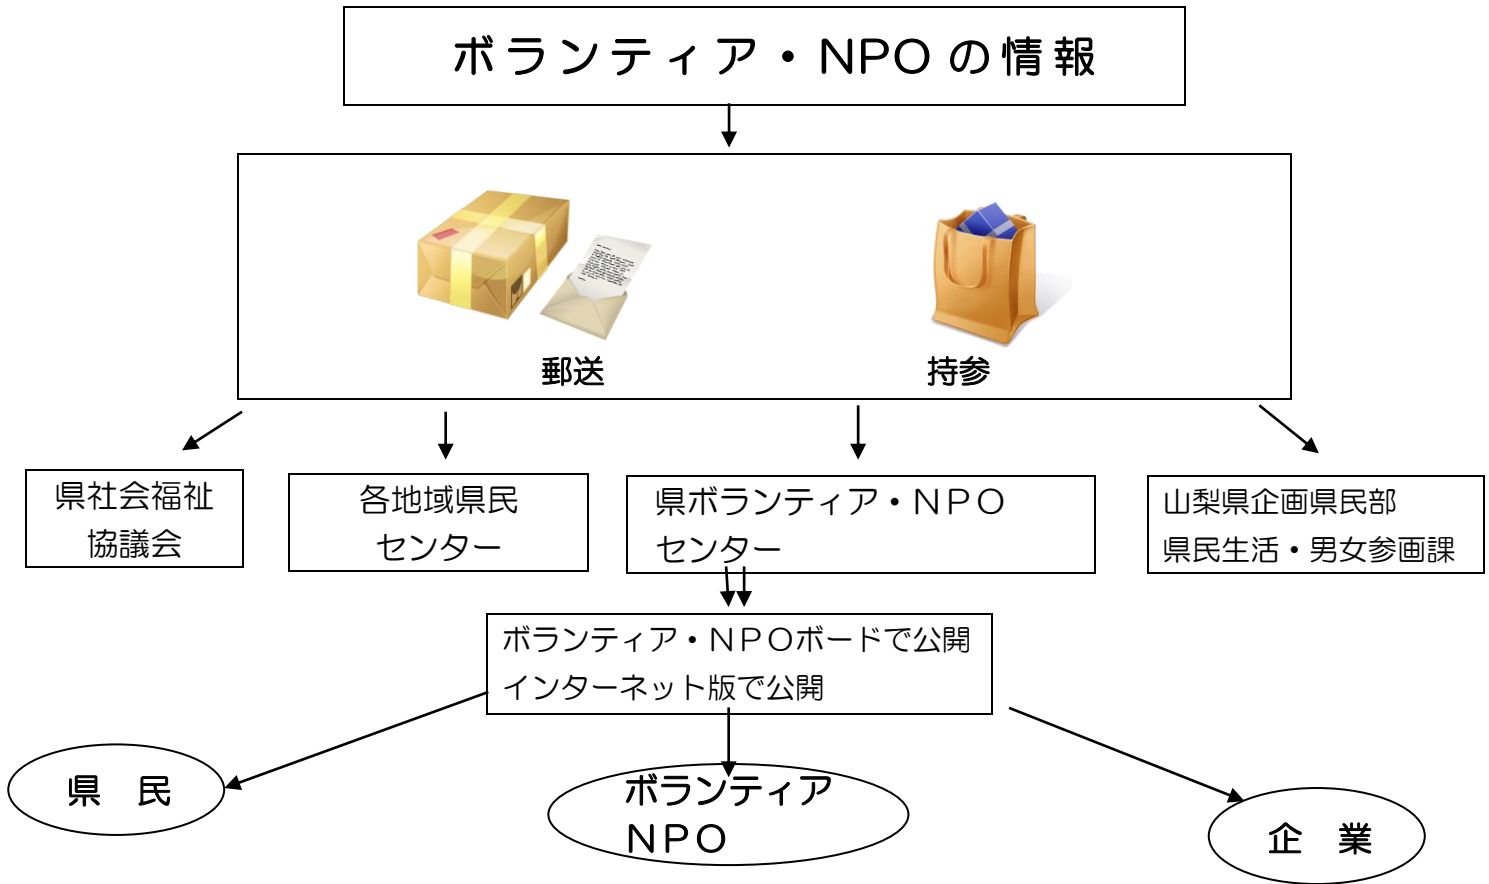 ボランティア・NPOの情報
郵送
持参
県社会福祉
協議会
各地域県民
センター
県ボランティア・ＮＰＯ
センター
山梨県企画県民部
県民生活・男女参画課
ボランティア・ＮＰＯボードで公開
インターネット版で公開
県　民
ボランティア
ＮＰＯ
企　業